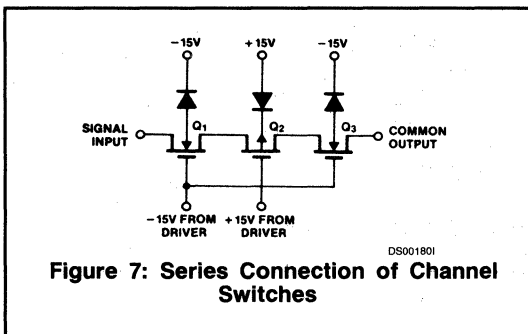 −15V +15V −15V
SIGNAL INPUT Q1 Q2 Q3 COMMON OUTPUT
−15V FROM DRIVER +15V FROM DRIVER
DS00180I
Figure 7: Series Connection of Channel
Switches